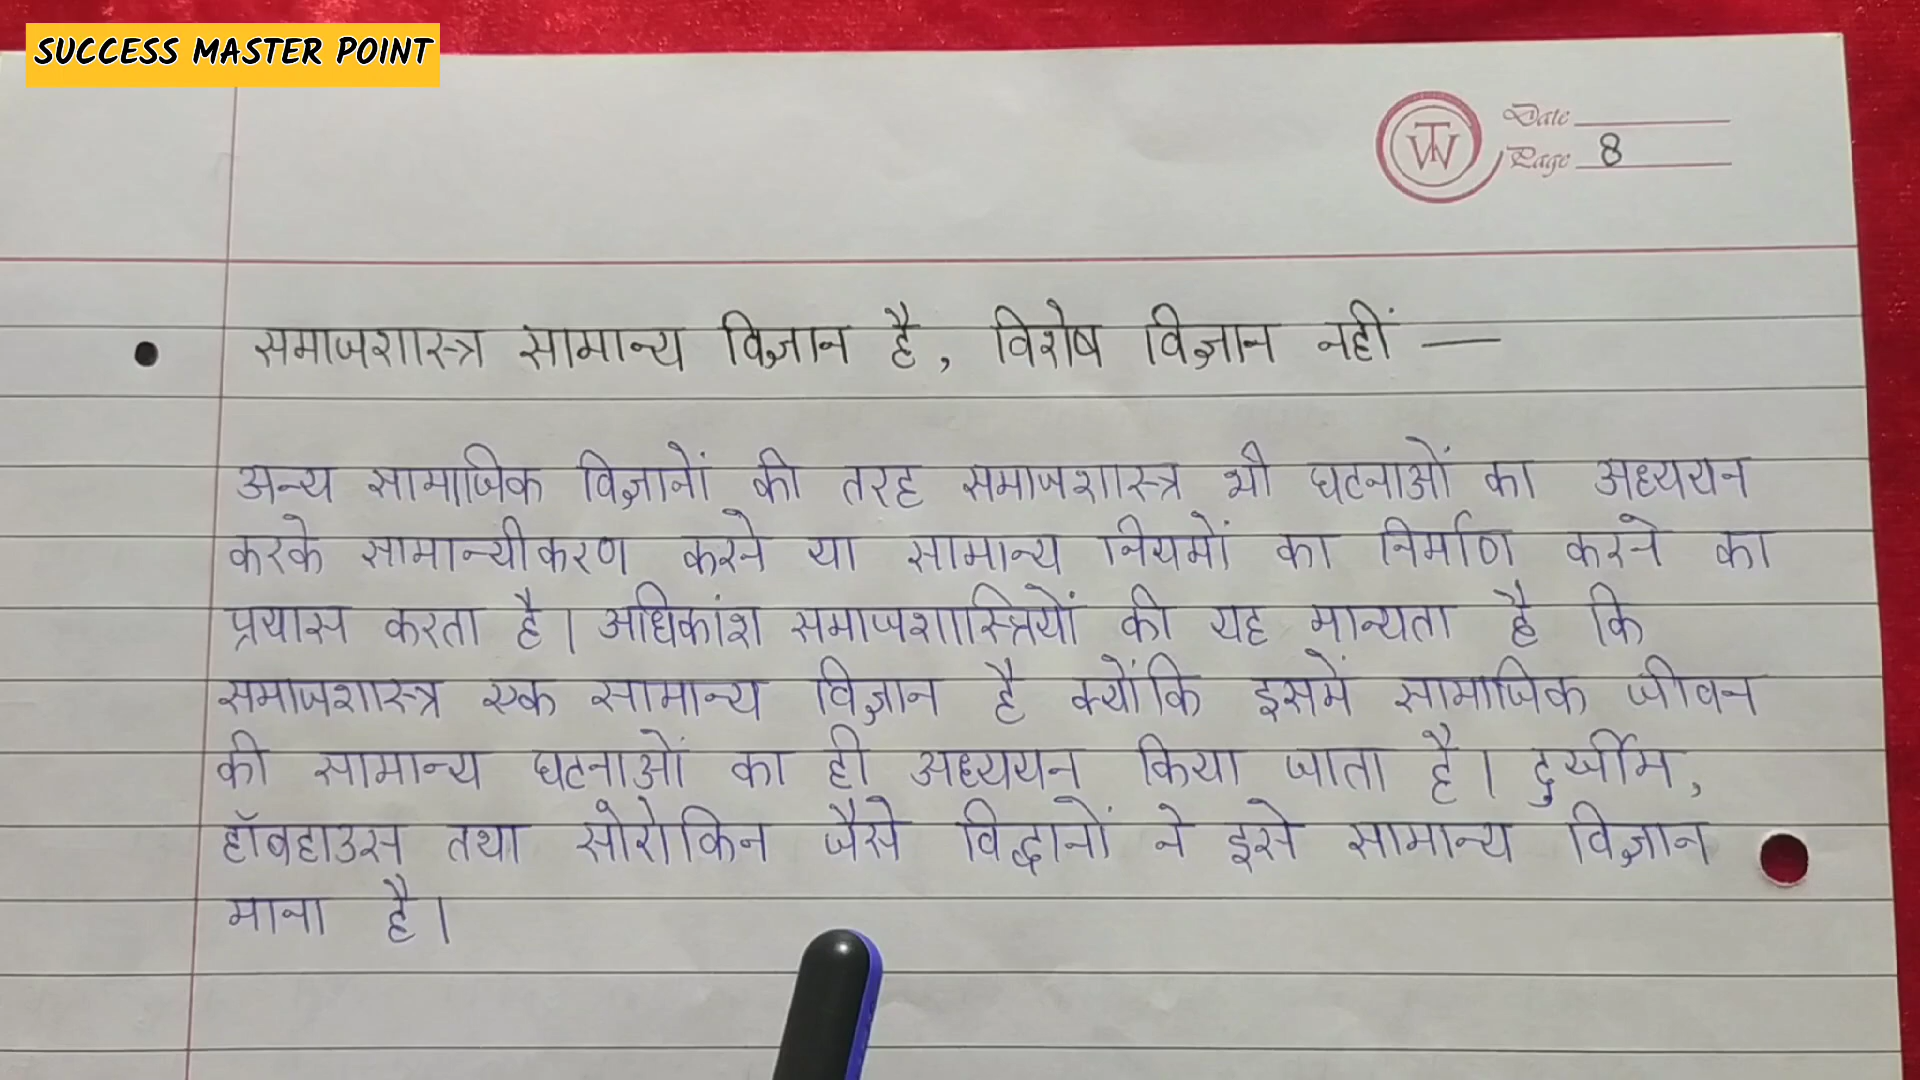 SUCCESS MASTER POINT
TWN
Date
Page 8
• समाजशास्त्र सामान्य विज्ञान है, विशेष विज्ञान नहीं —
अन्य सामाजिक विज्ञानों की तरह समाजशास्त्र भी घटनाओं का अध्ययन
करके सामान्यीकरण करने या सामान्य नियमों का निर्माण करने का
प्रयास करता है। अधिकांश समाजशास्त्रियों की यह मान्यता है कि
समाजशास्त्र एक सामान्य विज्ञान है क्योंकि इसमें सामाजिक जीवन
की सामान्य घटनाओं का ही अध्ययन किया जाता है। दुर्खीम,
हॉबहाउस तथा सोरोकिन जैसे विद्वानों ने इसे सामान्य विज्ञान
माना है।